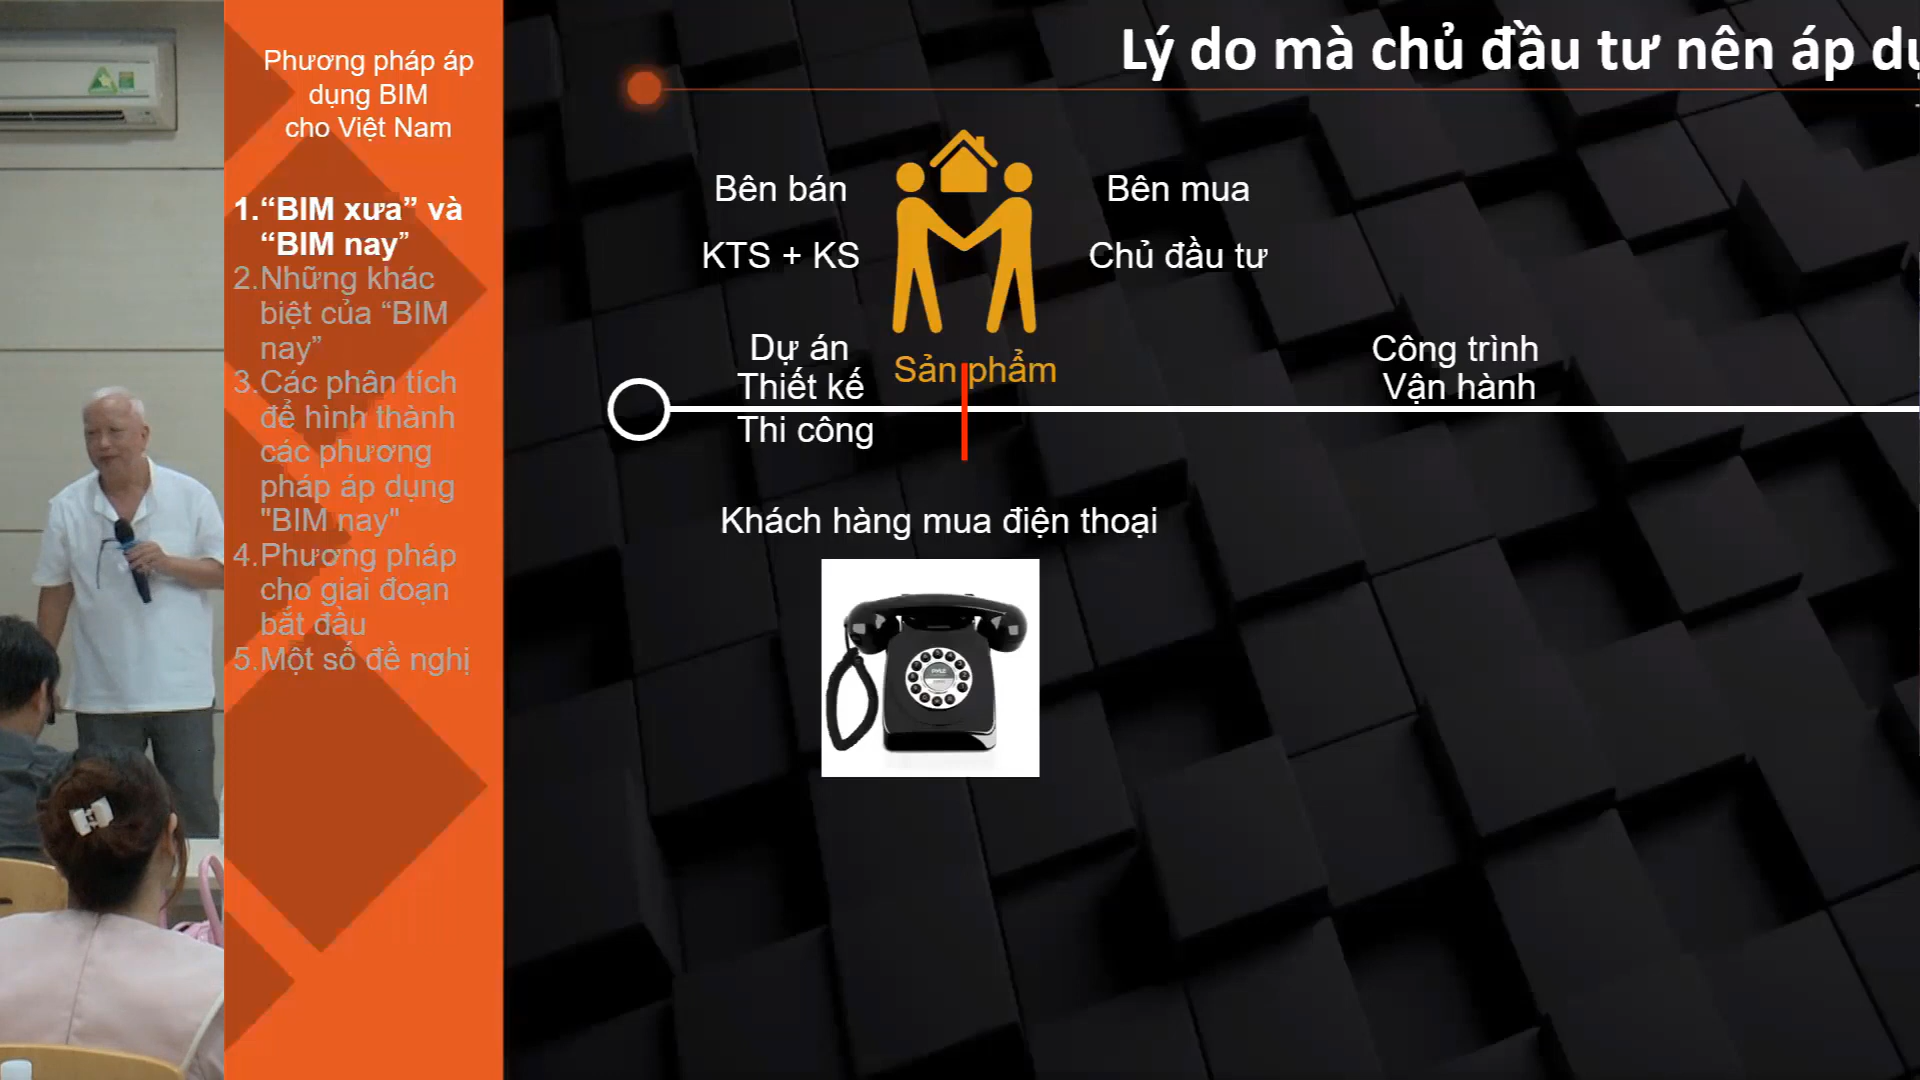 Phương pháp áp
dụng BIM
cho Việt Nam
1.“BIM xưa” và
“BIM nay”
2.Những khác
biệt của “BIM
nay”
3.Các phân tích
để hình thành
các phương
pháp áp dụng
"BIM nay"
4.Phương pháp
cho giai đoạn
bắt đầu
5.Một số đề nghị
Lý do mà chủ đầu tư nên áp
Bên bán
Bên mua
KTS + KS
Chủ đầu tư
Dự án
Thiết kế
Sản phẩm
Công trình
Vận hành
Thi công
Khách hàng mua điện thoại